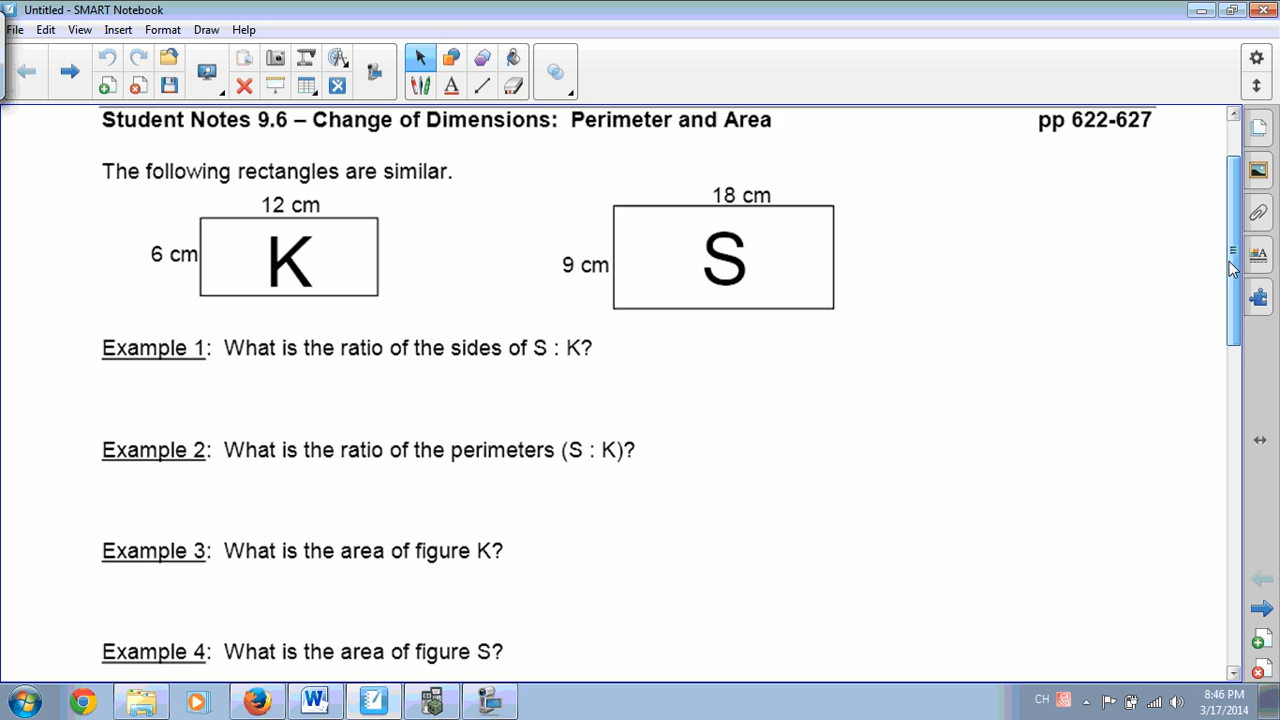 Untitled - SMART Notebook
File Edit View Insert Format Draw Help
Student Notes 9.6 – Change of Dimensions: Perimeter and Area pp 622-627
The following rectangles are similar.
12 cm
18 cm
6 cm
K
9 cm
S
Example 1: What is the ratio of the sides of S : K?
Example 2: What is the ratio of the perimeters (S : K)?
Example 3: What is the area of figure K?
Example 4: What is the area of figure S?
CH
8:46 PM
3/17/2014